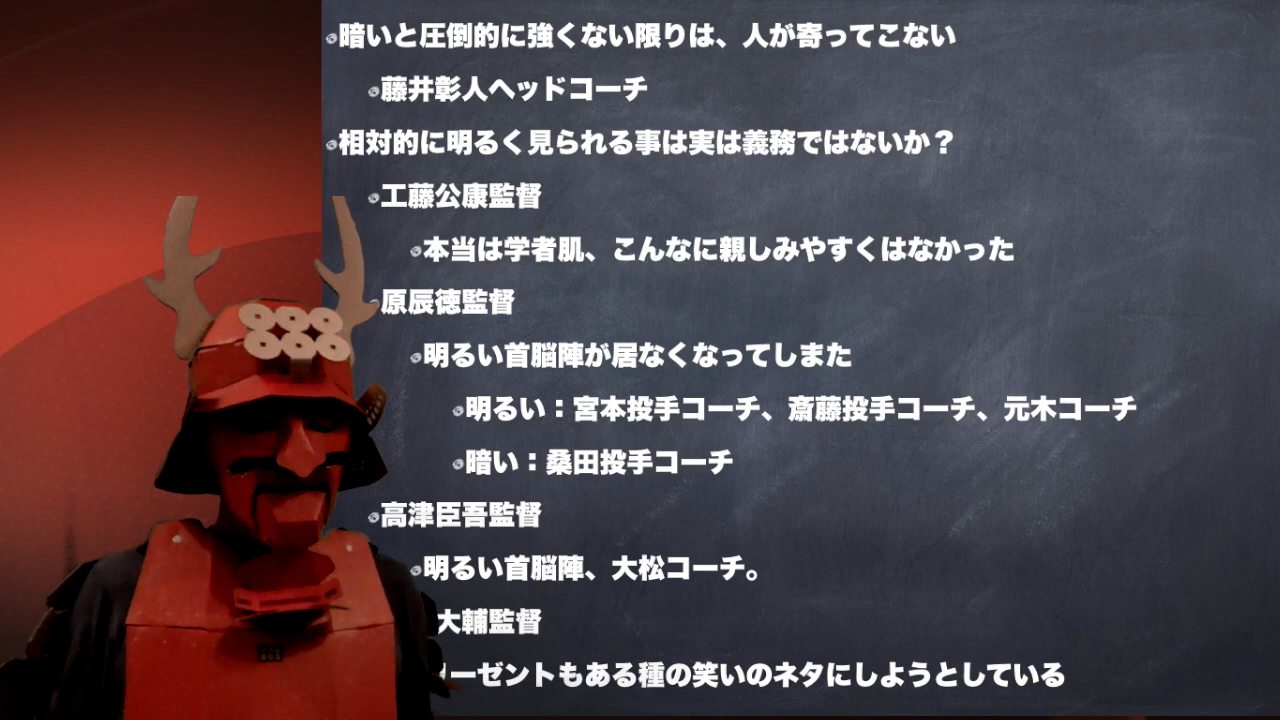 暗いと圧倒的に強くない限りは、人が寄ってこない
藤井彰人ヘッドコーチ
相対的に明るく見られる事は実は義務ではないか?
工藤公康監督
本当は学者肌、こんなに親しみやすくはなかった
原辰徳監督
明るい首脳陣が居なくなってしまた
明るい:宮本投手コーチ、斎藤投手コーチ、元木コーチ
暗い:桑田投手コーチ
高津臣吾監督
明るい首脳陣、大松コーチ。
大輔監督
ーゼントもある種の笑いのネタにしようとしている